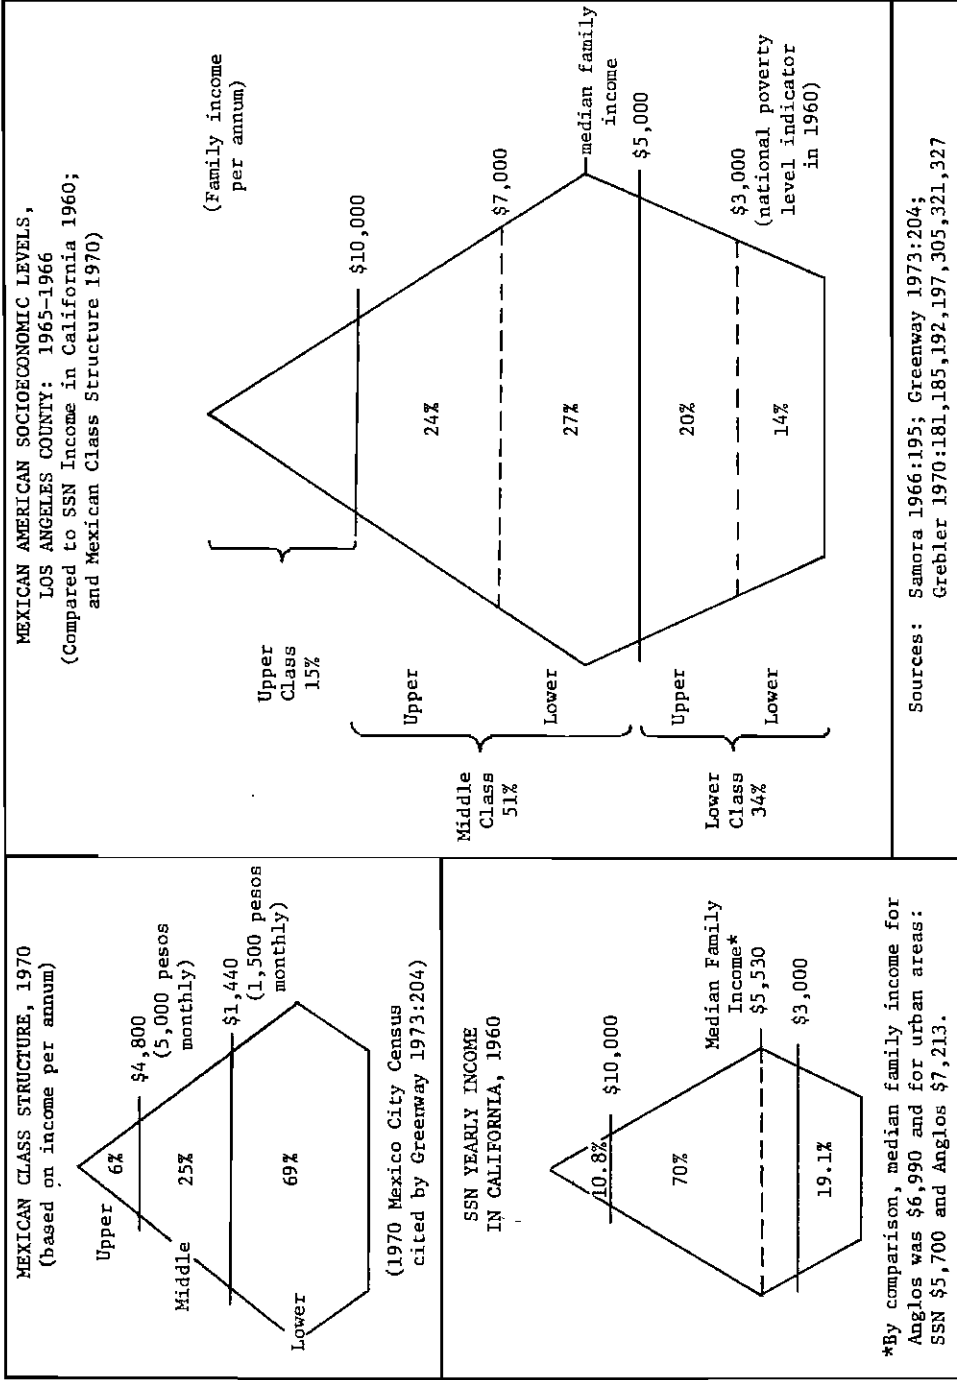 MEXICAN CLASS STRUCTURE, 1970
(based on income per annum)
Upper
6%
$4,800
(5,000 pesos
monthly)
Middle
25%
$1,440
(1,500 pesos
monthly)
Lower
69%
(1970 Mexico City Census
cited by Greenway 1973:204)
SSN YEARLY INCOME
IN CALIFORNIA, 1960
10.8%
$10,000
70%
Median Family
Income*
$5,530
$3,000
19.1%
*By comparison, median family income for
Anglos was $6,990 and for urban areas:
SSN $5,700 and Anglos $7,213.
MEXICAN AMERICAN SOCIOECONOMIC LEVELS,
LOS ANGELES COUNTY: 1965-1966
(Compared to SSN Income in California 1960;
and Mexican Class Structure 1970)
(Family income
per annum)
Upper
Class
15%
$10,000
Middle
Class
51%
Upper
24%
$7,000
Lower
27%
median family
income
$5,000
Lower
Class
34%
Upper
20%
$3,000
(national poverty
level indicator
in 1960)
Lower
14%
Sources: Samora 1966:195; Greenway 1973:204;
Grebler 1970:181,185,192,197,305,321,327